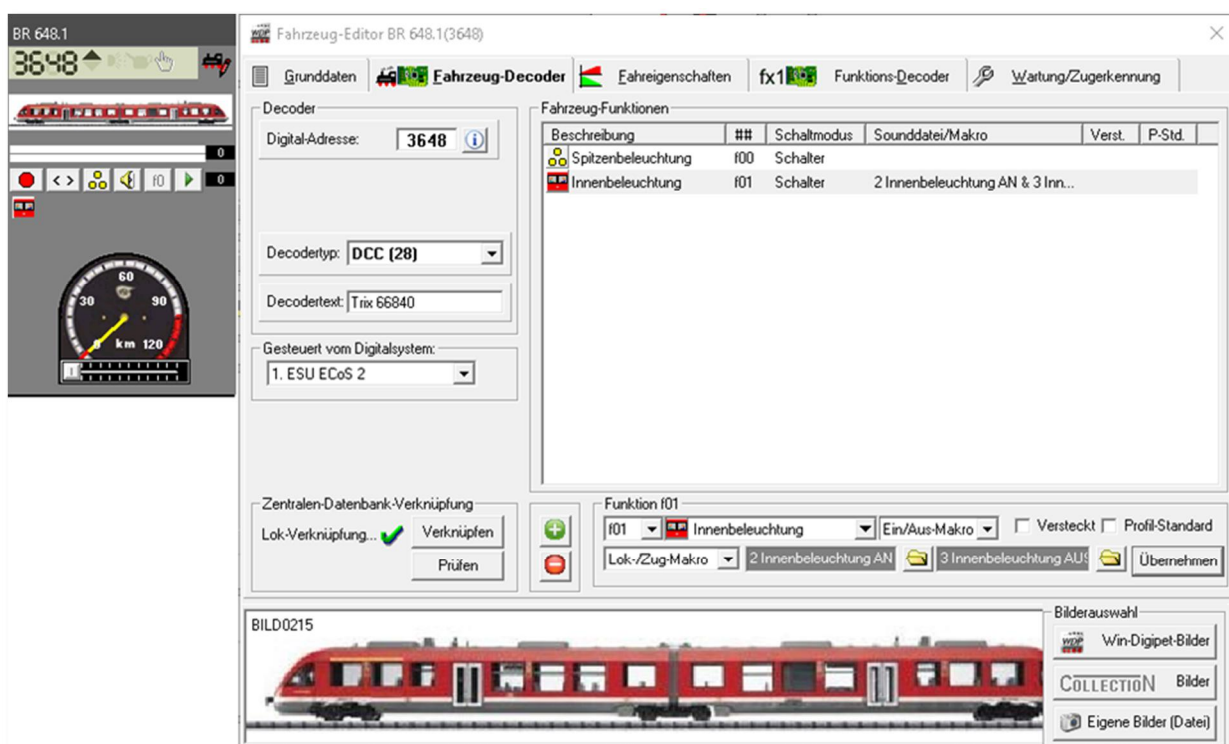 BR 648.1
3648
0
f0
0
30
60
90
km 120
Fahrzeug-Editor BR 648.1(3648)
Grunddaten
Fahrzeug-Decoder
Fahreigenschaften
fx1
Funktions-Decoder
Wartung/Zugerkennung
Decoder
Digital-Adresse: 3648
Decodertyp: DCC (28)
Decodertext: Trix 66840
Gesteuert vom Digitalsystem:
1. ESU ECoS 2
Fahrzeug-Funktionen
Beschreibung ## Schaltmodus Sounddatei/Makro Verst. P-Std.
Spitzenbeleuchtung f00 Schalter
Innenbeleuchtung f01 Schalter 2 Innenbeleuchtung AN & 3 Inn...
Zentralen-Datenbank-Verknüpfung
Lok-Verknüpfung... Verknüpfen
Prüfen
Funktion f01
f01 Innenbeleuchtung Ein/Aus-Makro Versteckt Profil-Standard
Lok-/Zug-Makro 2 Innenbeleuchtung AN 3 Innenbeleuchtung AUS Übernehmen
BILD0215
Bilderauswahl
WDP Win-Digipet-Bilder
COLLECTION Bilder
Eigene Bilder (Datei)